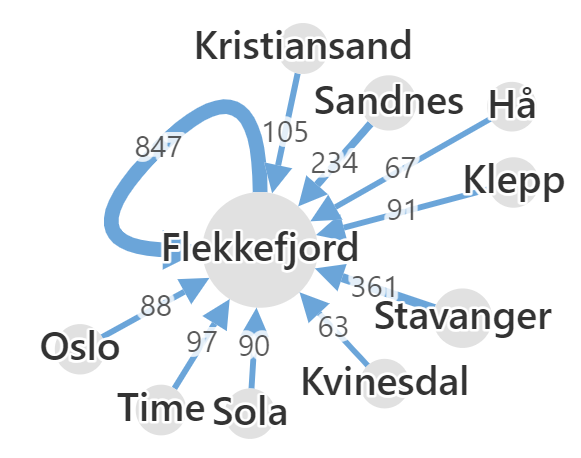 Kristiansand
Sandnes
Hå
105
847
234
67
Klepp
91
Flekkefjord
361
88
Stavanger
63
97
90
Oslo
Kvinesdal
Time
Sola